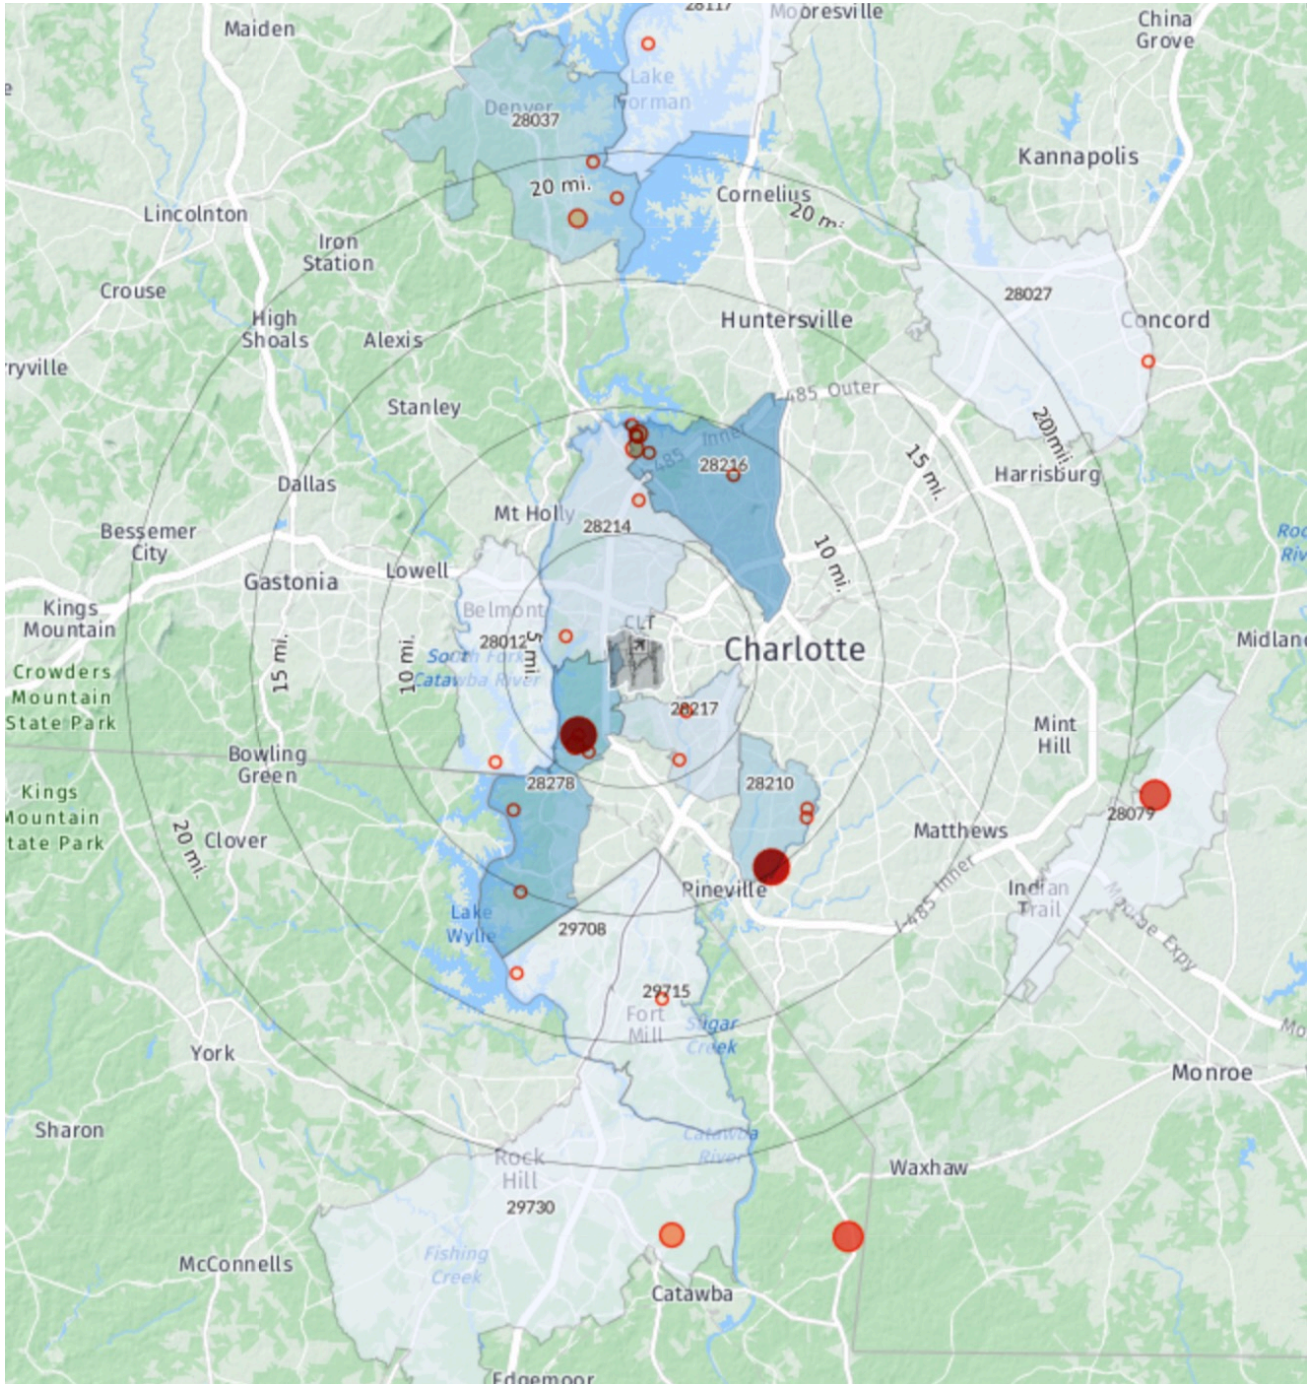 28117
Mooresville
Maiden
China
Grove
Lake
Norman
Denver
28037
Kannapolis
20 mi.
Cornelius
20 mi.
Lincolnton
Iron
Station
Crouse
28027
High
Shoals
Huntersville
Concord
Alexis
ryville
485 Outer
Stanley
20 mi.
Inner
I-485
28216
15 mi.
Harrisburg
Dallas
Mt Holly
28214
Bessemer
City
10 mi.
Lowell
Gastonia
Kings
Mountain
Belmont
CLT
28012
5 mi.
Charlotte
South Fork
Catawba River
15 mi.
10 mi.
Crowders
Mountain
State Park
28217
Mint
Hill
Bowling
Green
28278
28210
Kings
Mountain
tate Park
28079
Clover
20 mi.
Matthews
I-485 Inner
Pineville
Indian
Trail
Lake
Wylie
29708
Expy
29715
Fort
Mill
Sugar
Creek
York
Monroe
Sharon
Catawba
River
Rock
Hill
Waxhaw
29730
McConnells
Fishing
Creek
Catawba
Edgemoor